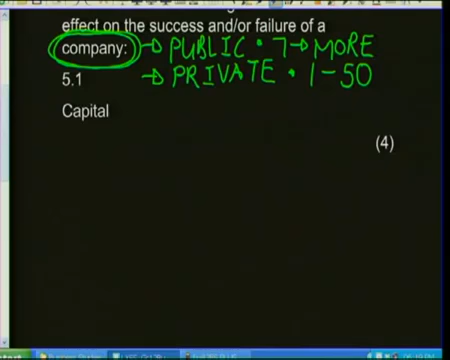 effect on the success and/or failure of a
company: → PUBLIC • 7 → MORE
5.1 → PRIVATE • 1 - 50
Capital
(4)